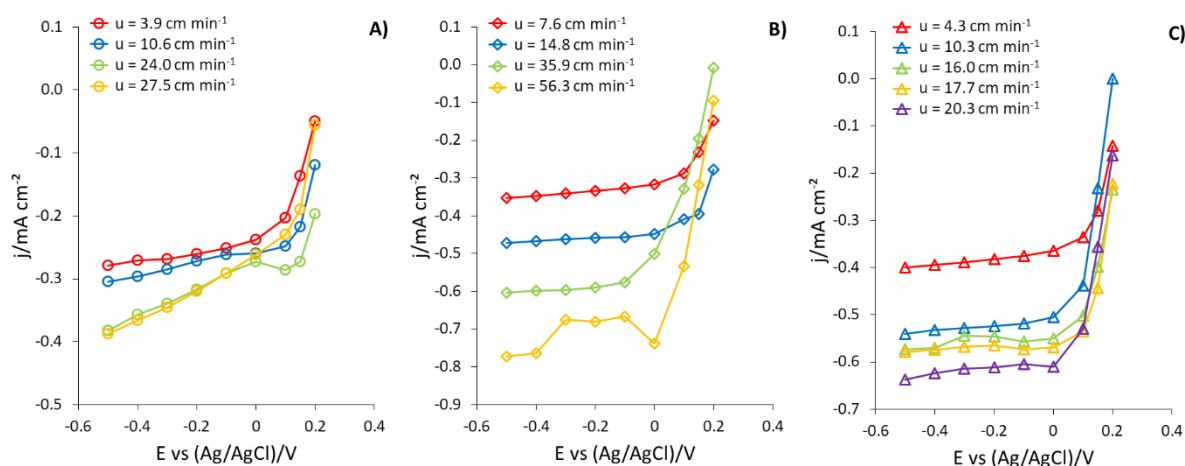 A)
u = 3.9 cm min⁻¹
u = 10.6 cm min⁻¹
u = 24.0 cm min⁻¹
u = 27.5 cm min⁻¹
0.1
0.0
-0.1
-0.2
-0.3
-0.4
-0.5
j/mA cm⁻²
-0.6
-0.4
-0.2
0
0.2
0.4
E vs (Ag/AgCl)/V
B)
u = 7.6 cm min⁻¹
u = 14.8 cm min⁻¹
u = 35.9 cm min⁻¹
u = 56.3 cm min⁻¹
0.1
0.0
-0.1
-0.2
-0.3
-0.4
-0.5
-0.6
-0.7
-0.8
-0.9
j/mA cm⁻²
-0.6
-0.4
-0.2
0
0.2
0.4
E vs (Ag/AgCl)/V
C)
u = 4.3 cm min⁻¹
u = 10.3 cm min⁻¹
u = 16.0 cm min⁻¹
u = 17.7 cm min⁻¹
u = 20.3 cm min⁻¹
0.1
0.0
-0.1
-0.2
-0.3
-0.4
-0.5
-0.6
-0.7
j/mA cm⁻²
-0.6
-0.4
-0.2
0
0.2
0.4
E vs (Ag/AgCl)/V